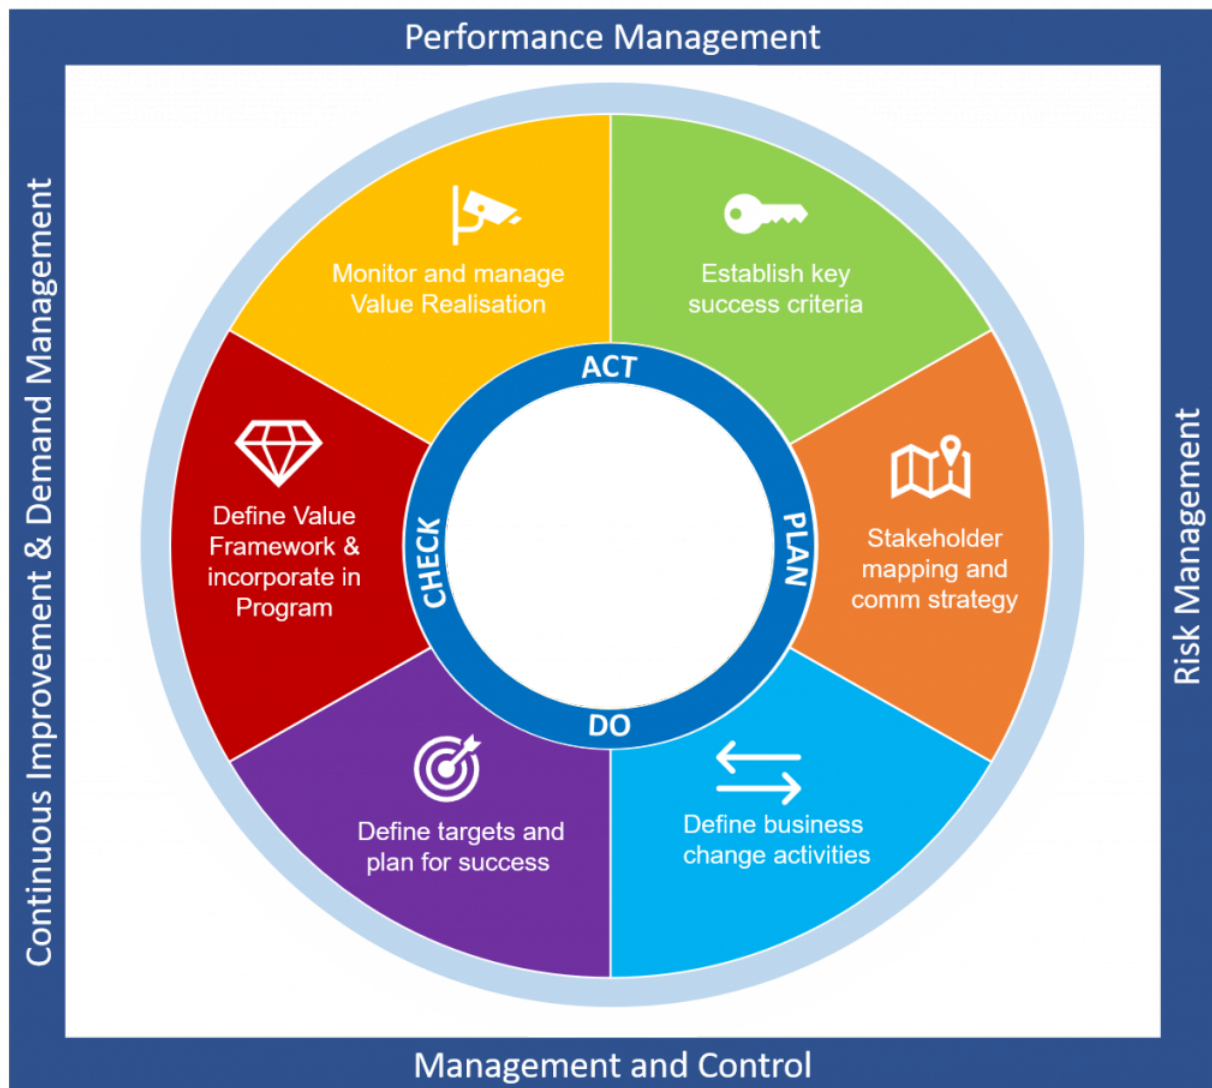 Performance Management
Monitor and manage
Value Realisation
Establish key
success criteria
ACT
Continuous Improvement & Demand Management
Define Value
Framework &
incorporate in
Program
CHECK
PLAN
Stakeholder
mapping and
comm strategy
Risk Management
DO
Define targets and
plan for success
Define business
change activities
Management and Control